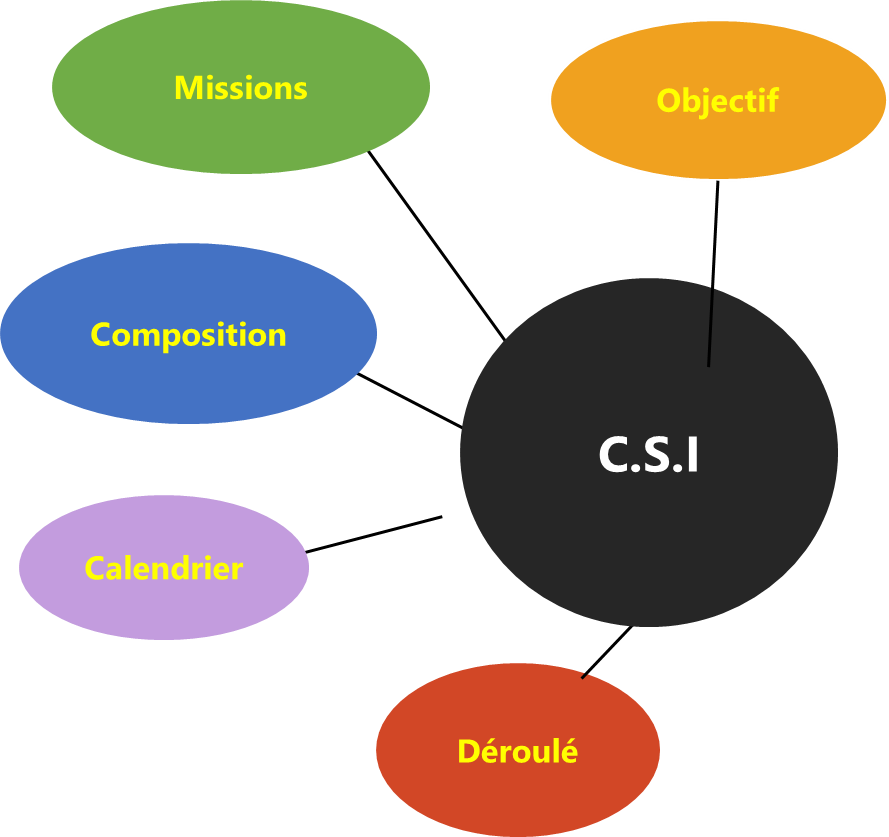 Missions
Objectif
Composition
C.S.I
Calendrier
Déroulé